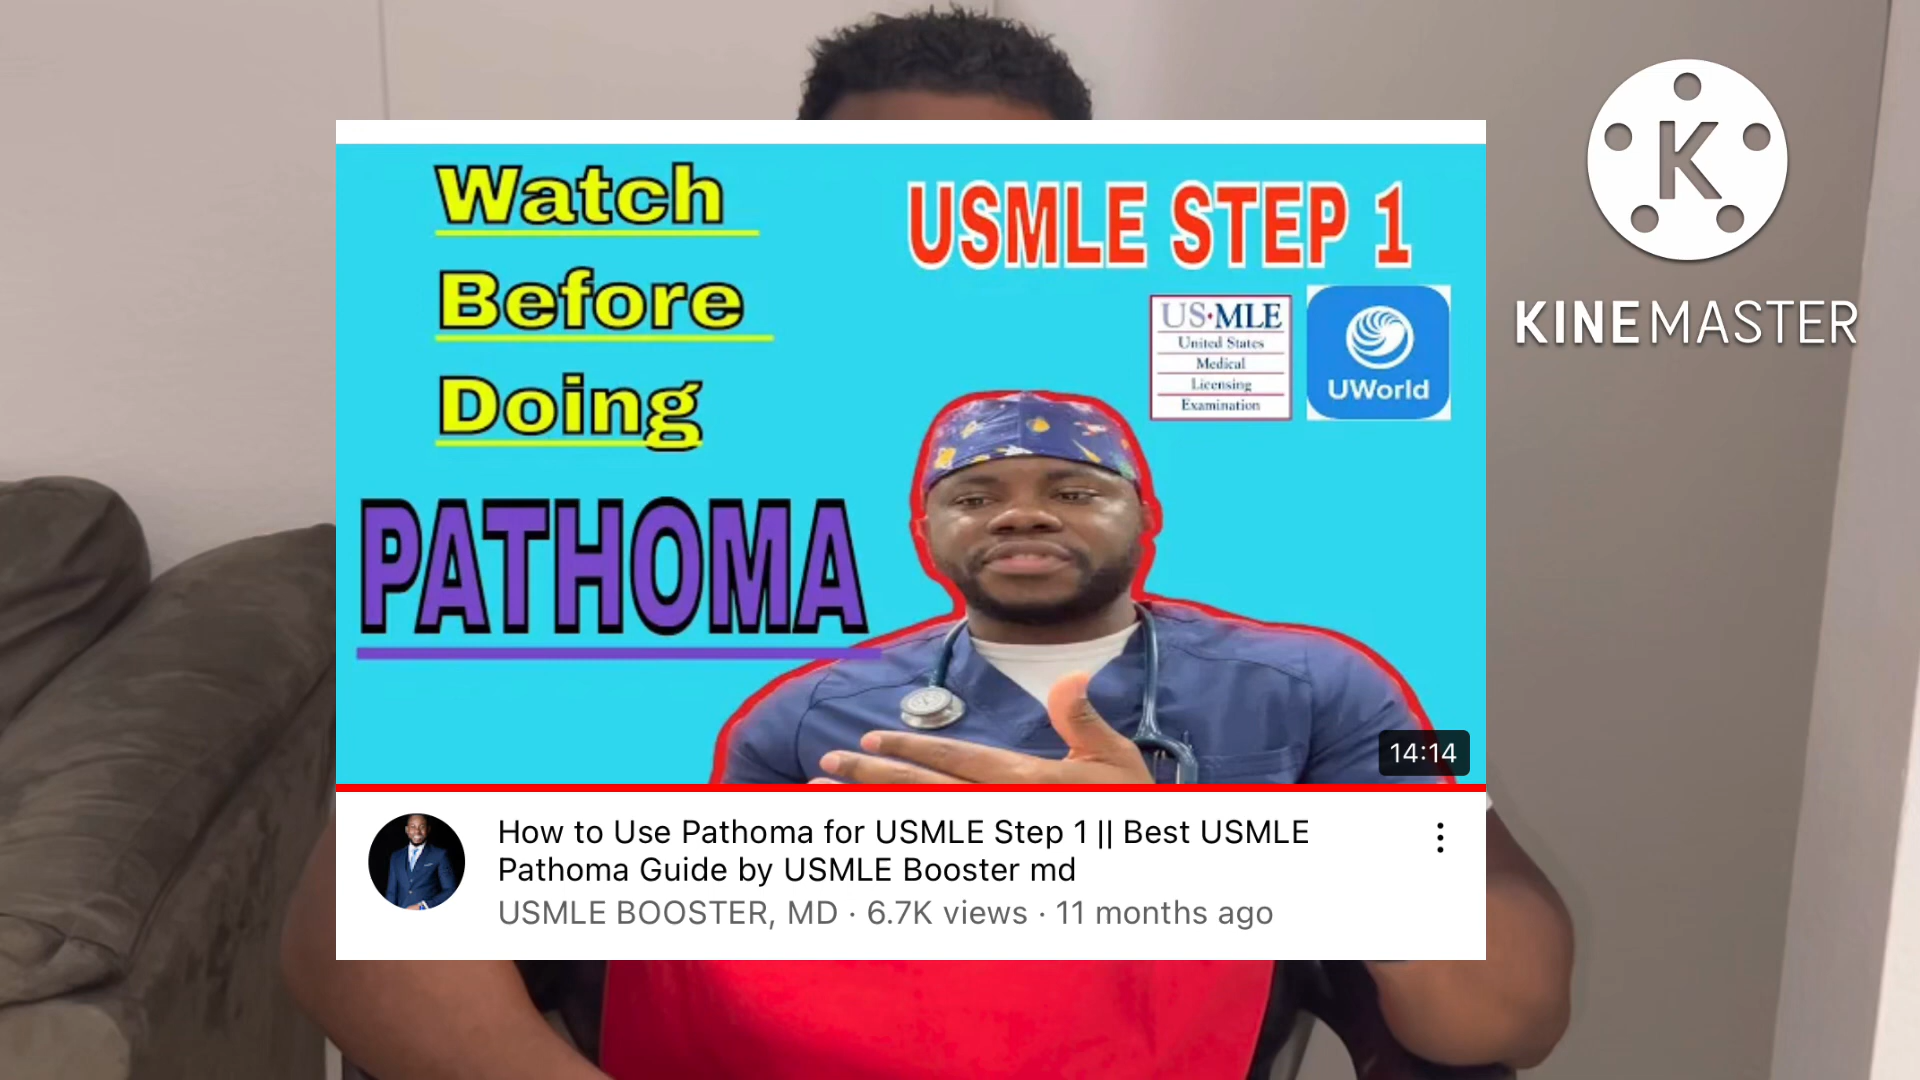 Watch
Before
Doing
PATHOMA
USMLE STEP 1
US·MLE
United States
Medical
Licensing
Examination
UWorld
K
KINEMASTER
14:14
How to Use Pathoma for USMLE Step 1 || Best USMLE
Pathoma Guide by USMLE Booster md
USMLE BOOSTER, MD · 6.7K views · 11 months ago